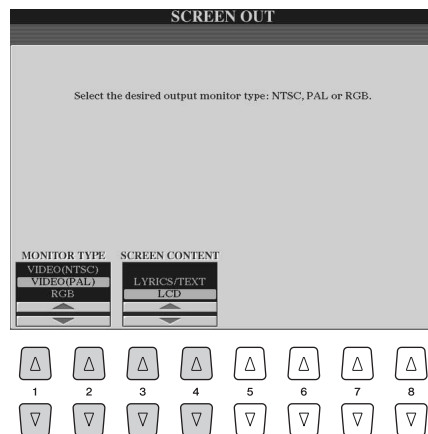 SCREEN OUT
Select the desired output monitor type: NTSC, PAL or RGB.
MONITOR TYPE SCREEN CONTENT
VIDEO(NTSC)
VIDEO(PAL) LYRICS/TEXT
RGB LCD
1 2 3 4 5 6 7 8